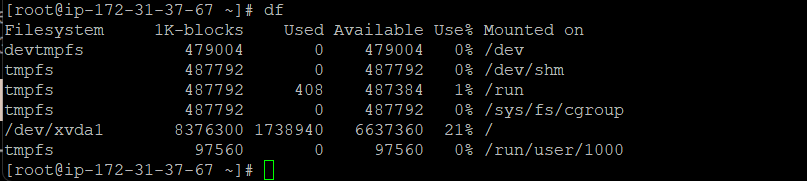 [root@ip-172-31-37-67 ~]# df
Filesystem     1K-blocks    Used Available Use% Mounted on
devtmpfs          479004       0    479004   0% /dev
tmpfs             487792       0    487792   0% /dev/shm
tmpfs             487792     408    487384   1% /run
tmpfs             487792       0    487792   0% /sys/fs/cgroup
/dev/xvda1       8376300 1738940   6637360  21% /
tmpfs              97560       0     97560   0% /run/user/1000
[root@ip-172-31-37-67 ~]#